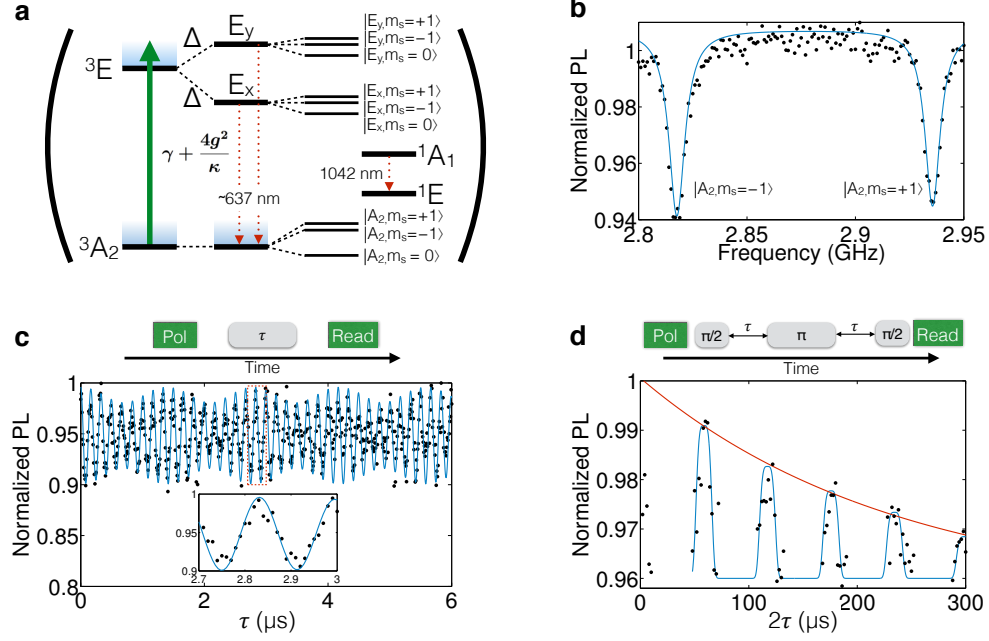 a
Δ
E_y
|E_y,m_s=+1⟩
|E_y,m_s=−1⟩
|E_y,m_s = 0⟩
³E
Δ
E_x
|E_x,m_s=+1⟩
|E_x,m_s=−1⟩
|E_x,m_s = 0⟩
γ + 4g²/κ
¹A₁
1042 nm
¹E
~637 nm
³A₂
|A₂,m_s=+1⟩
|A₂,m_s=−1⟩
|A₂,m_s= 0⟩
b
Normalized PL
1
0.98
0.96
0.94
|A₂,m_s=−1⟩
|A₂,m_s=+1⟩
2.8
2.85
2.9
2.95
Frequency (GHz)
c
Pol
τ
Read
Time
Normalized PL
1
0.95
0.9
0.85
0.8
1
0.95
0.9
2.7
2.8
2.9
3
0
2
4
6
τ (μs)
d
Pol
π/2
τ
π
τ
π/2
Read
Time
Normalized PL
1
0.99
0.98
0.97
0.96
0
100
200
300
2τ (μs)